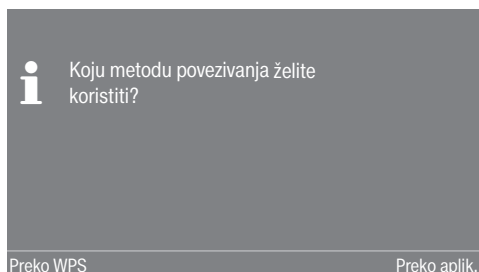 Koju metodu povezivanja želite
koristiti?
Preko WPS
Preko aplik.